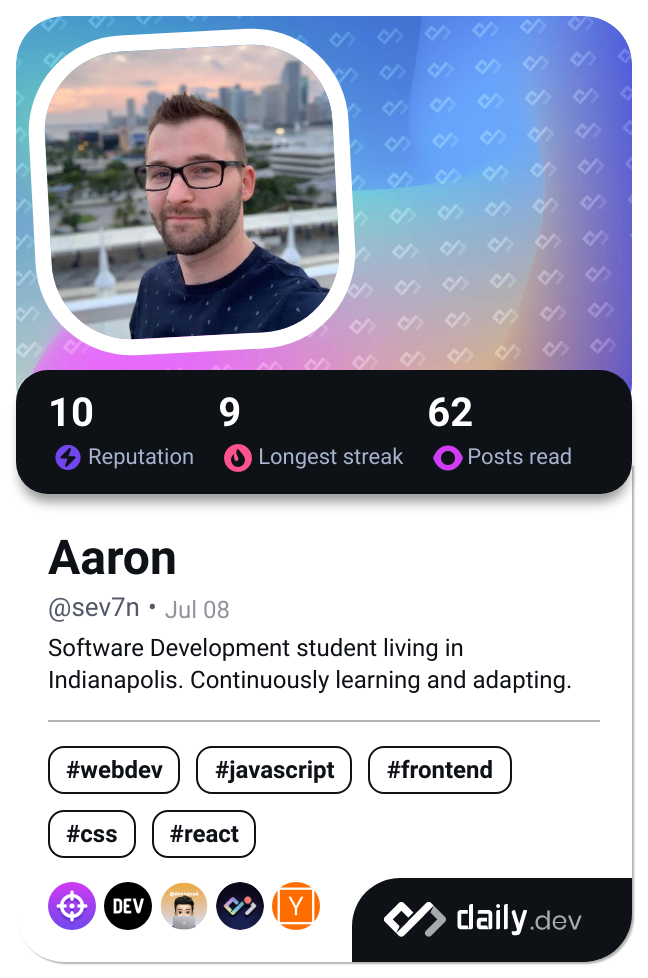 10 9 62
Reputation Longest streak Posts read
Aaron
@sev7n • Jul 08
Software Development student living in
Indianapolis. Continuously learning and adapting.
#webdev #javascript #frontend
#css #react
DEV Y daily.dev